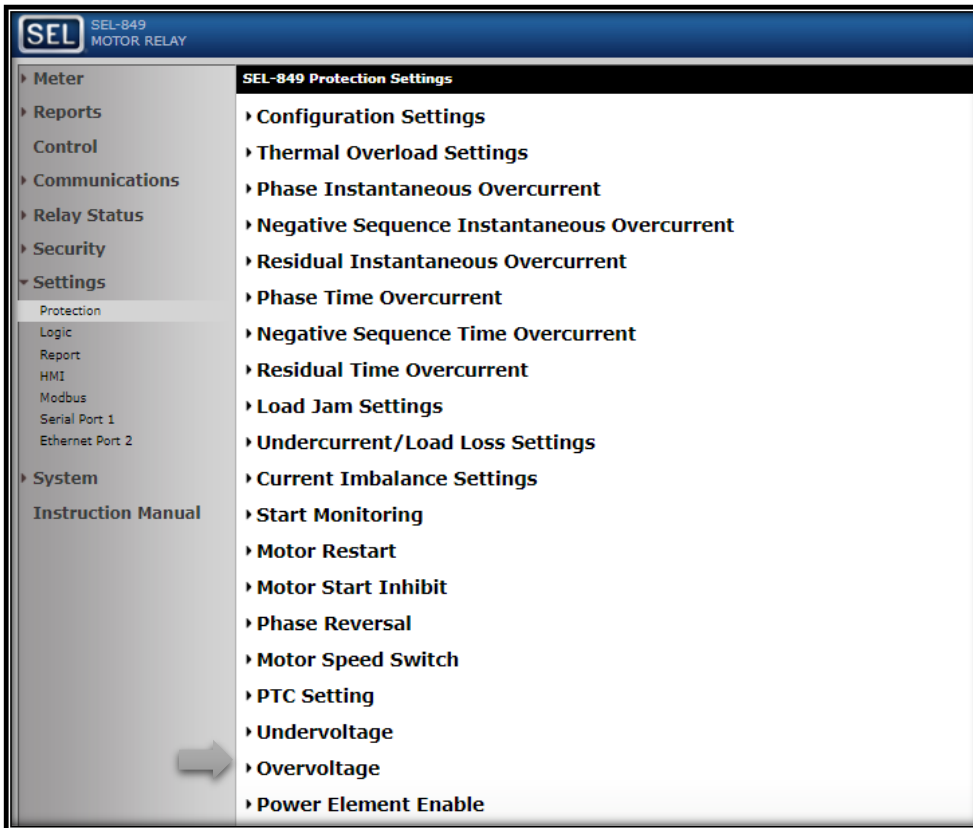 SEL
SEL-849
MOTOR RELAY
Meter
Reports
Control
Communications
Relay Status
Security
Settings
Protection
Logic
Report
HMI
Modbus
Serial Port 1
Ethernet Port 2
System
Instruction Manual
SEL-849 Protection Settings
Configuration Settings
Thermal Overload Settings
Phase Instantaneous Overcurrent
Negative Sequence Instantaneous Overcurrent
Residual Instantaneous Overcurrent
Phase Time Overcurrent
Negative Sequence Time Overcurrent
Residual Time Overcurrent
Load Jam Settings
Undercurrent/Load Loss Settings
Current Imbalance Settings
Start Monitoring
Motor Restart
Motor Start Inhibit
Phase Reversal
Motor Speed Switch
PTC Setting
Undervoltage
Overvoltage
Power Element Enable